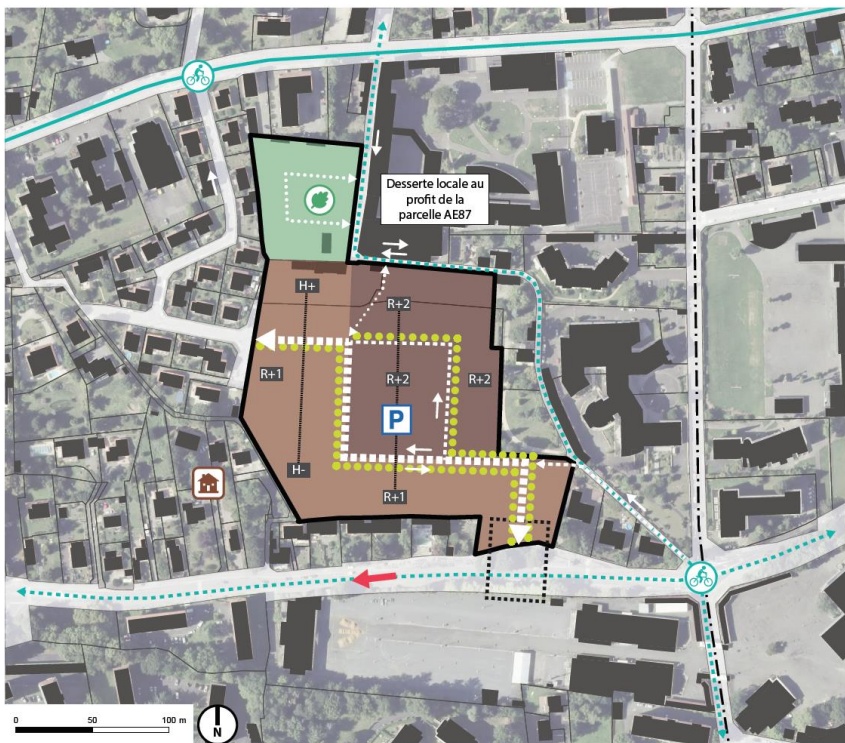 Desserte locale au
profit de la
parcelle AE87
H+
R+2
R+1
R+2
R+2
P
H-
R+1
0 50 100 m
N